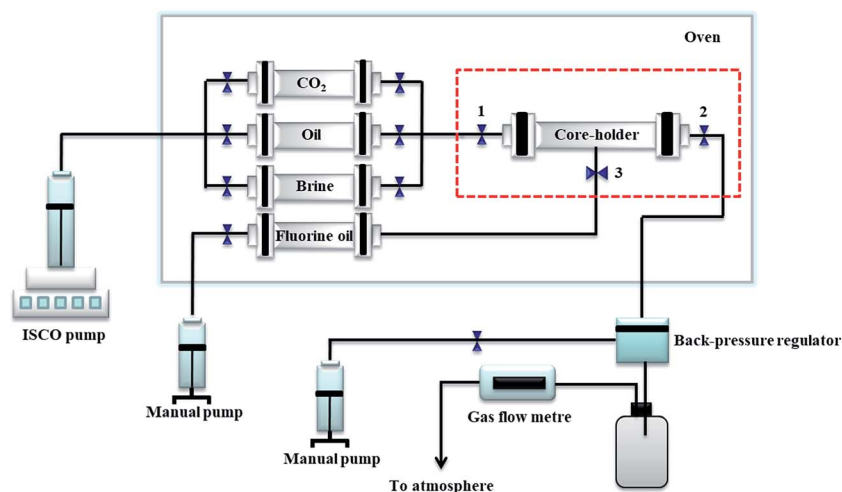 Oven
CO₂
1
2
Oil
Core-holder
3
Brine
Fluorine oil
ISCO pump
Back-pressure regulator
Manual pump
Gas flow metre
Manual pump
To atmosphere